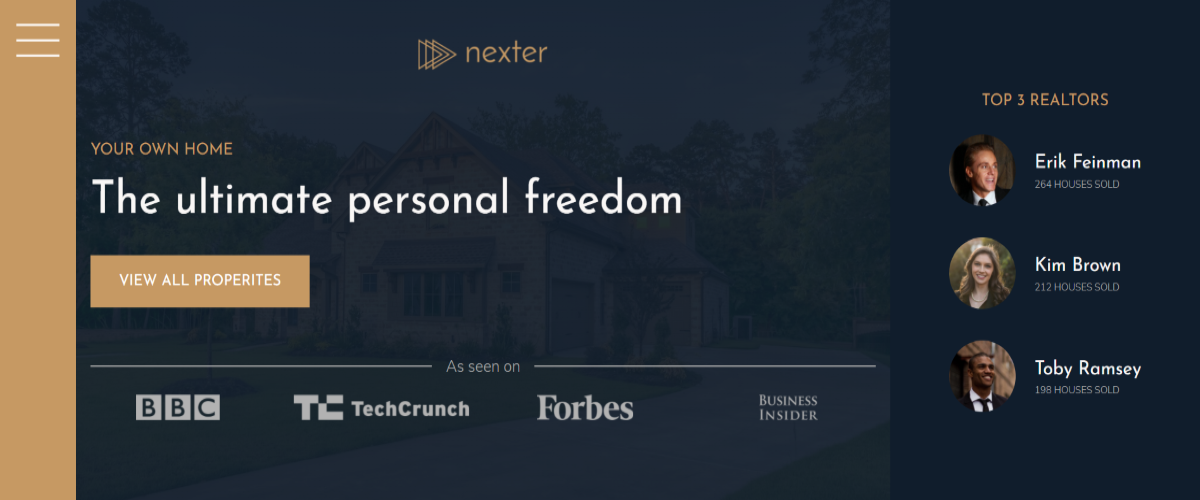 nexter
YOUR OWN HOME
The ultimate personal freedom
VIEW ALL PROPERITES
As seen on
BBC
TC TechCrunch
Forbes
BUSINESS
INSIDER
TOP 3 REALTORS
Erik Feinman
264 HOUSES SOLD
Kim Brown
212 HOUSES SOLD
Toby Ramsey
198 HOUSES SOLD